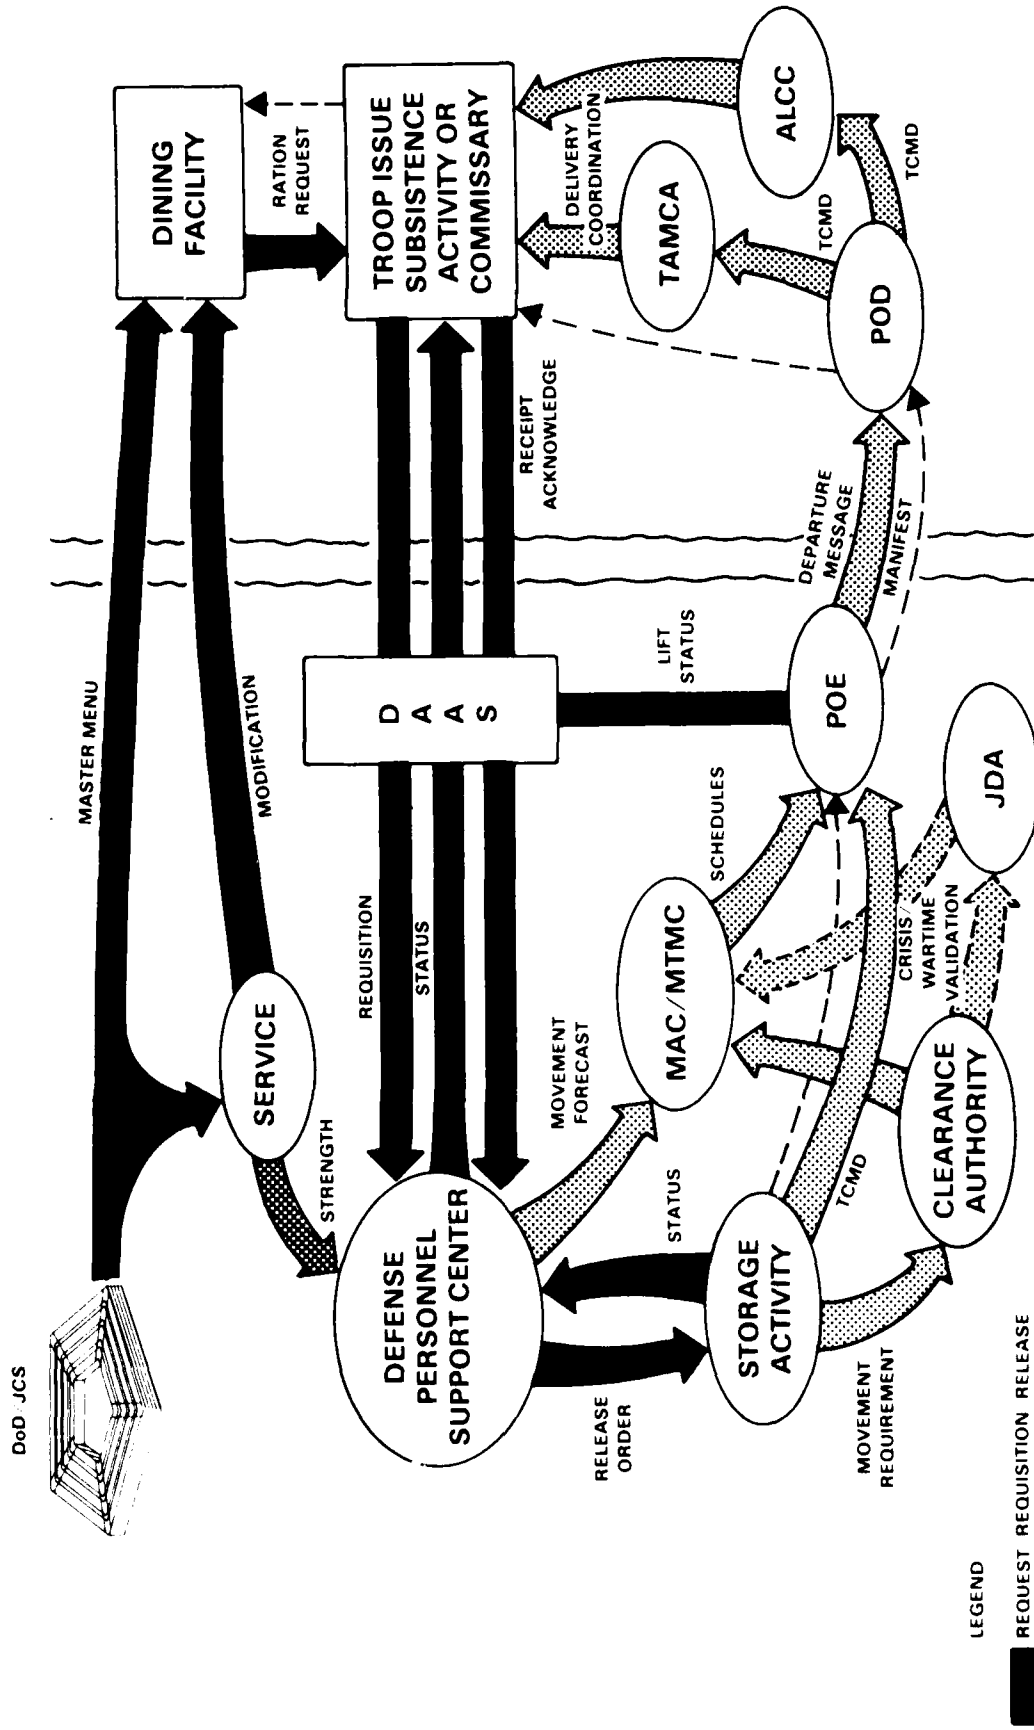 DoD JCS
MASTER MENU
MODIFICATION
SERVICE
STRENGTH
DINING
FACILITY
RATION
REQUEST
TROOP ISSUE
SUBSISTENCE
ACTIVITY OR
COMMISSARY
REQUISITION
STATUS
D
A
A
S
RECEIPT
ACKNOWLEDGE
DELIVERY
COORDINATION
TAMCA
ALCC
TCMD
TCMD
POD
DEFENSE
PERSONNEL
SUPPORT CENTER
MOVEMENT
FORECAST
MAC/MTMC
SCHEDULES
LIFT
STATUS
POE
DEPARTURE
MESSAGE
MANIFEST
RELEASE
ORDER
STATUS
STORAGE
ACTIVITY
TCMD
MOVEMENT
REQUIREMENT
CLEARANCE
AUTHORITY
CRISIS/
WARTIME
VALIDATION
JDA
LEGEND
REQUEST REQUISITION RELEASE